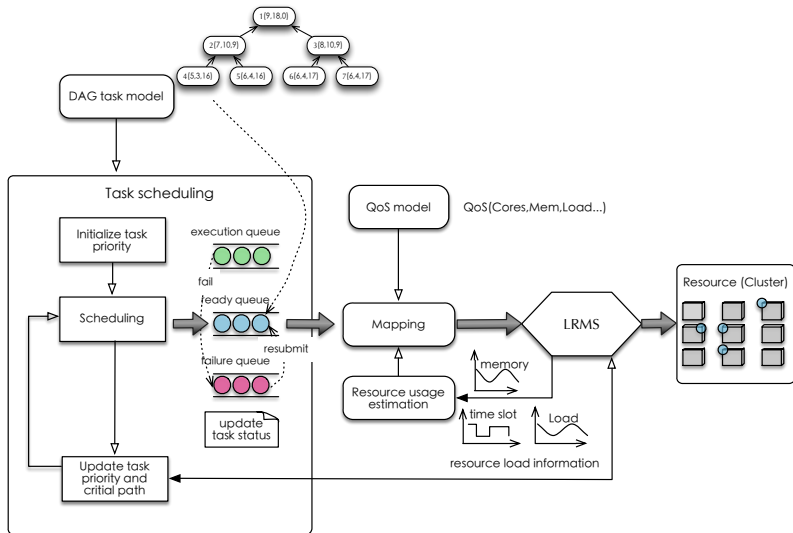 1{9,18,0}
2{7,10,9}
3{8,10,9}
4{5,3,16}
5{6,4,16}
6{6,4,17}
7{6,4,17}
DAG task model
Task scheduling
Initialize task
priority
Scheduling
Update task
priority and
critial path
execution queue
fail
ready queue
resubmit
failure queue
update
task status
QoS model
QoS(Cores,Mem,Load...)
Mapping
Resource usage
estimation
LRMS
memory
time slot
Load
resource load information
Resource (Cluster)